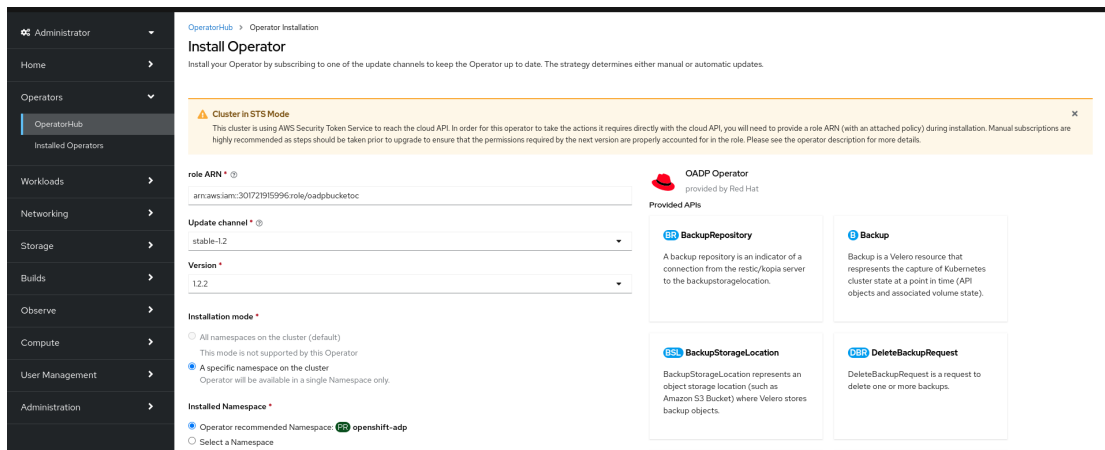 Administrator
Home
Operators
OperatorHub
Installed Operators
Workloads
Networking
Storage
Builds
Observe
Compute
User Management
Administration
OperatorHub > Operator Installation
Install Operator
Install your Operator by subscribing to one of the update channels to keep the Operator up to date. The strategy determines either manual or automatic updates.
Cluster in STS Mode
This cluster is using AWS Security Token Service to reach the cloud API. In order for this operator to take the actions it requires directly with the cloud API, you will need to provide a role ARN (with an attached policy) during installation. Manual subscriptions are
highly recommended as steps should be taken prior to upgrade to ensure that the permissions required by the next version are properly accounted for in the role. Please see the operator description for more details.
role ARN *
arn:aws:iam::301721915996:role/oadpbucketoc
Update channel *
stable-1.2
Version *
1.2.2
Installation mode *
All namespaces on the cluster (default)
This mode is not supported by this Operator
A specific namespace on the cluster
Operator will be available in a single Namespace only.
Installed Namespace *
Operator recommended Namespace: PR openshift-adp
Select a Namespace
OADP Operator
provided by Red Hat
Provided APIs
BR BackupRepository
A backup repository is an indicator of a
connection from the restic/kopia server
to the backupstoragelocation.
B Backup
Backup is a Velero resource that
respresents the capture of Kubernetes
cluster state at a point in time (API
objects and associated volume state).
BSL BackupStorageLocation
BackupStorageLocation represents an
object storage location (such as
Amazon S3 Bucket) where Velero stores
backup objects.
DBR DeleteBackupRequest
DeleteBackupRequest is a request to
delete one or more backups.